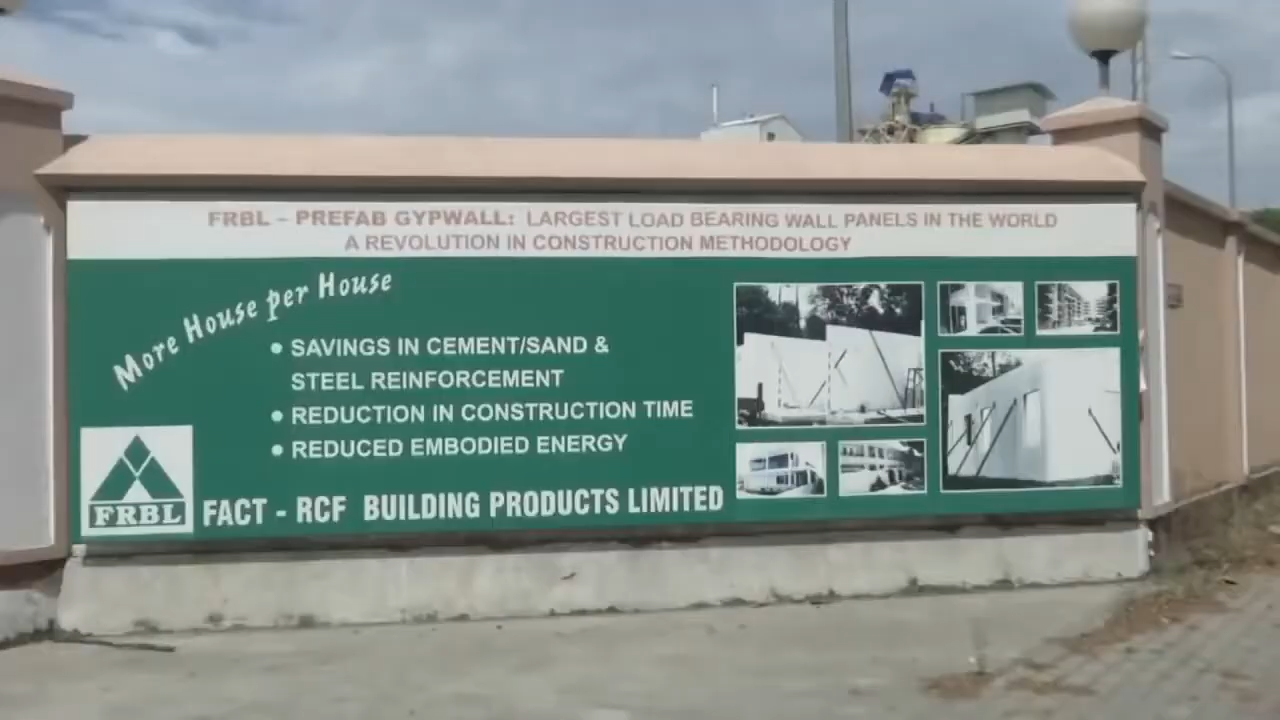 FRBL – PREFAB GYPWALL: LARGEST LOAD BEARING WALL PANELS IN THE WORLD
A REVOLUTION IN CONSTRUCTION METHODOLOGY
More House per House
• SAVINGS IN CEMENT/SAND &
STEEL REINFORCEMENT
• REDUCTION IN CONSTRUCTION TIME
• REDUCED EMBODIED ENERGY
FRBL
FACT - RCF BUILDING PRODUCTS LIMITED